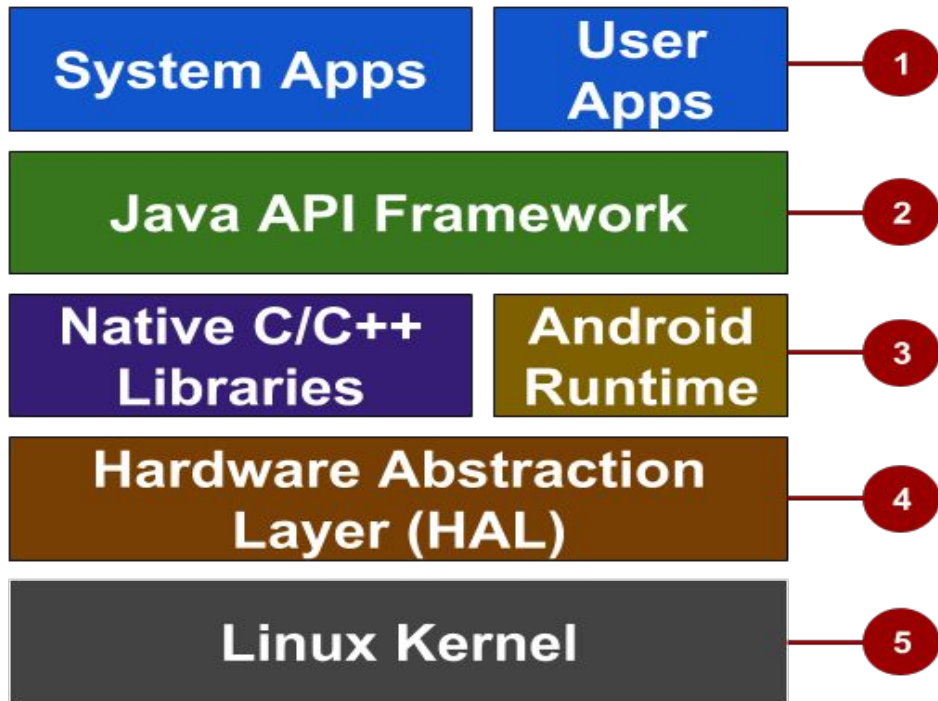 System Apps
User
Apps
1
Java API Framework
2
Native C/C++
Libraries
Android
Runtime
3
Hardware Abstraction
Layer (HAL)
4
Linux Kernel
5